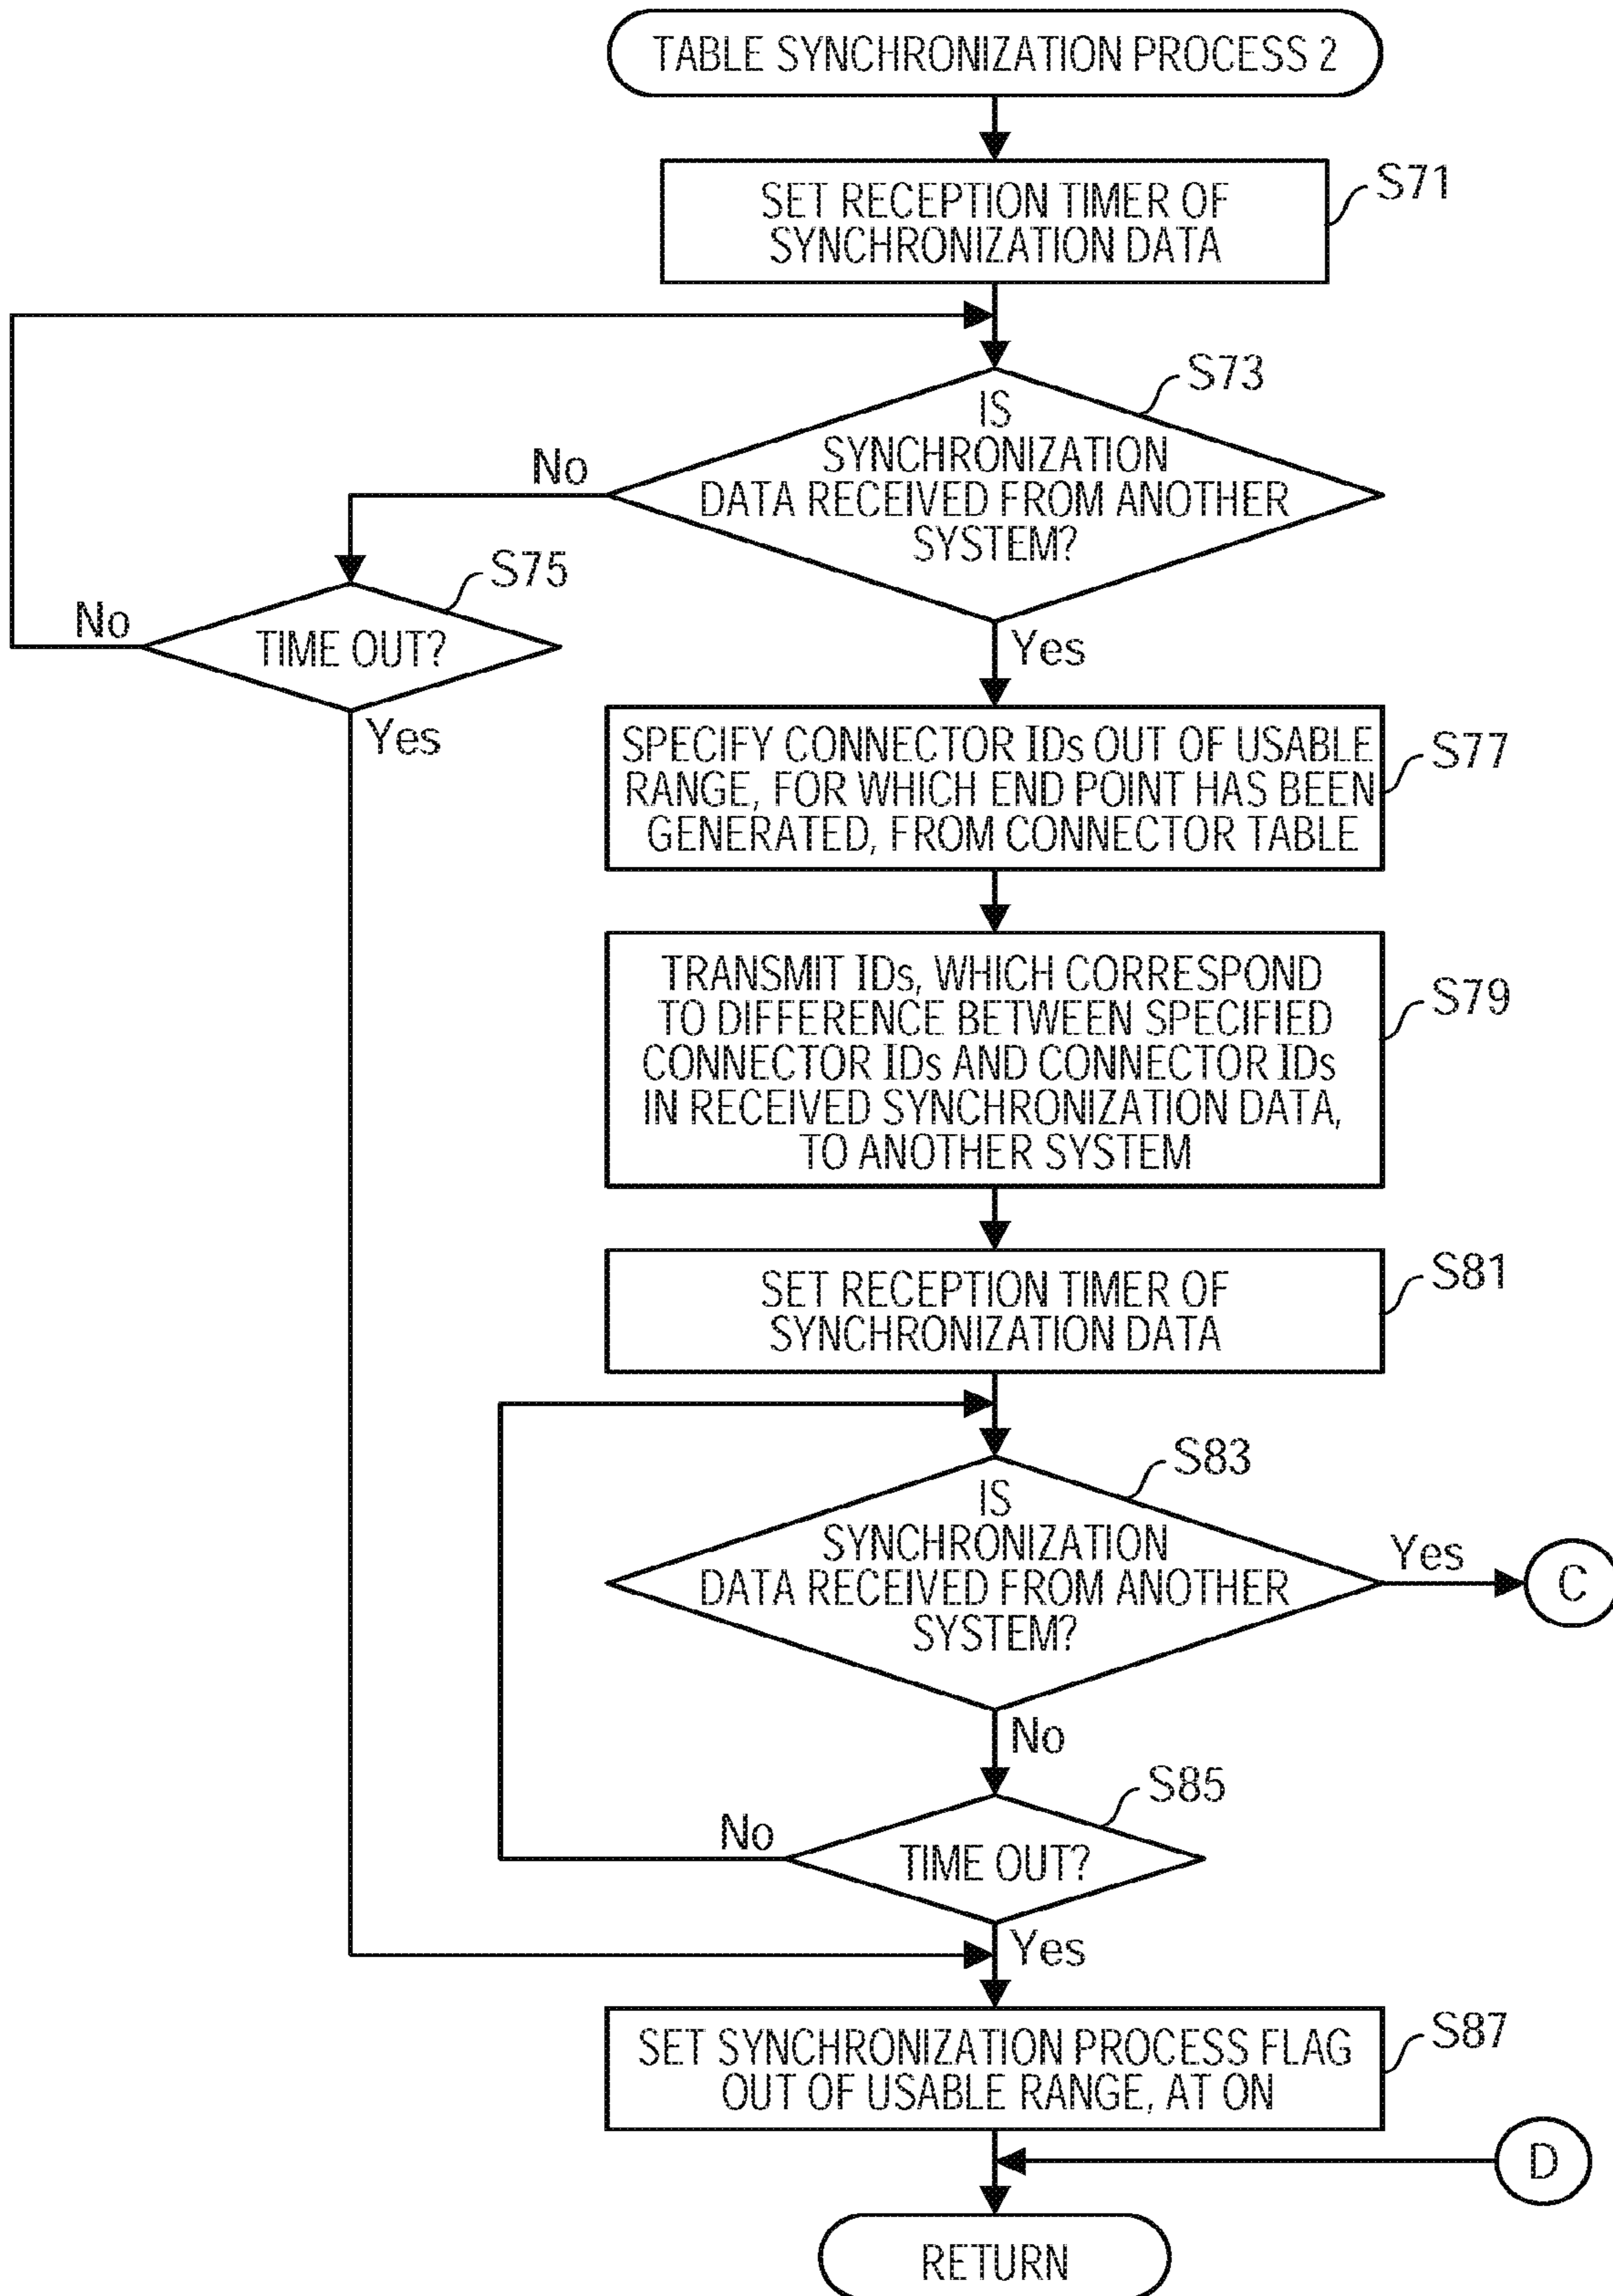 TABLE SYNCHRONIZATION PROCESS 2
SET RECEPTION TIMER OF
SYNCHRONIZATION DATA
S71
IS
SYNCHRONIZATION
DATA RECEIVED FROM ANOTHER
SYSTEM?
S73
No
TIME OUT?
S75
No
Yes
Yes
SPECIFY CONNECTOR IDs OUT OF USABLE
RANGE, FOR WHICH END POINT HAS BEEN
GENERATED, FROM CONNECTOR TABLE
S77
TRANSMIT IDs, WHICH CORRESPOND
TO DIFFERENCE BETWEEN SPECIFIED
CONNECTOR IDs AND CONNECTOR IDs
IN RECEIVED SYNCHRONIZATION DATA,
TO ANOTHER SYSTEM
S79
SET RECEPTION TIMER OF
SYNCHRONIZATION DATA
S81
IS
SYNCHRONIZATION
DATA RECEIVED FROM ANOTHER
SYSTEM?
S83
Yes
C
No
TIME OUT?
S85
No
Yes
SET SYNCHRONIZATION PROCESS FLAG
OUT OF USABLE RANGE, AT ON
S87
D
RETURN